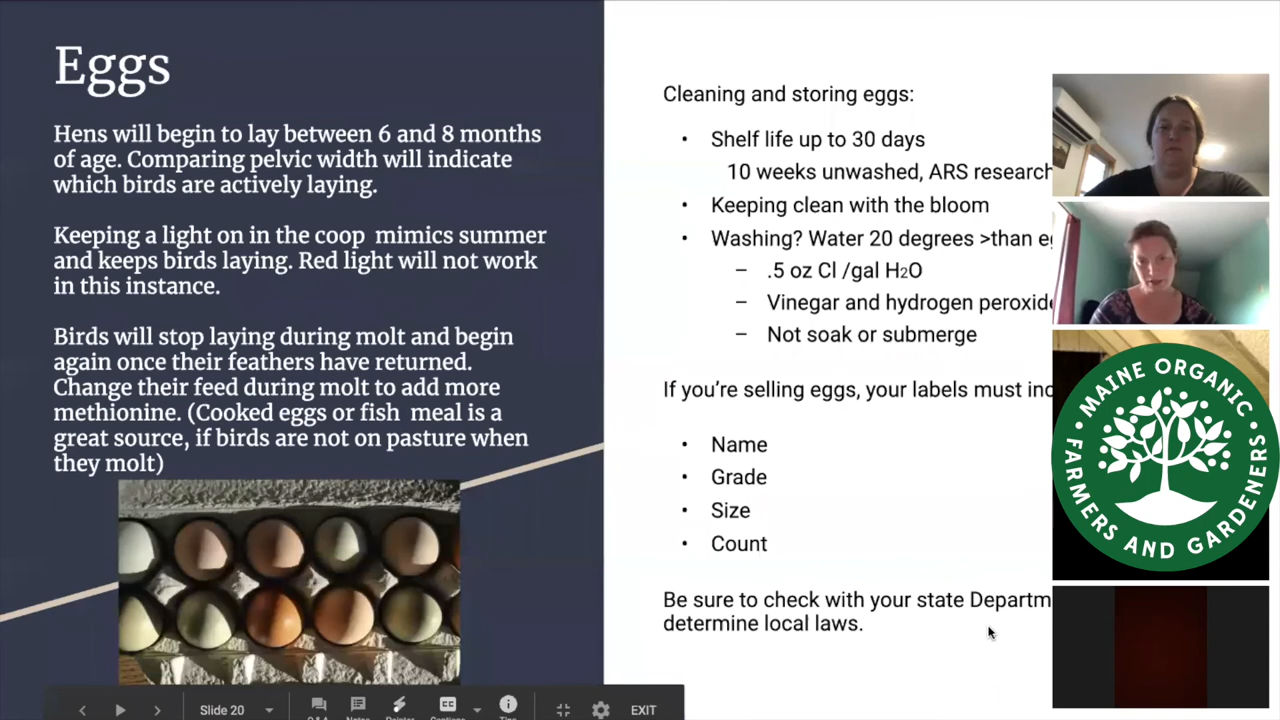 Eggs
Hens will begin to lay between 6 and 8 months
of age. Comparing pelvic width will indicate
which birds are actively laying.
Keeping a light on in the coop mimics summer
and keeps birds laying. Red light will not work
in this instance.
Birds will stop laying during molt and begin
again once their feathers have returned.
Change their feed during molt to add more
methionine. (Cooked eggs or fish meal is a
great source, if birds are not on pasture when
they molt)
Cleaning and storing eggs:
• Shelf life up to 30 days
10 weeks unwashed, ARS research
• Keeping clean with the bloom
• Washing? Water 20 degrees >than
– .5 oz Cl /gal H₂O
– Vinegar and hydrogen peroxide
– Not soak or submerge
If you’re selling eggs, your labels must
• Name
• Grade
• Size
• Count
Be sure to check with your state
determine local laws.
• MAINE ORGANIC •
FARMERS AND GARDENERS
Slide 20
EXIT